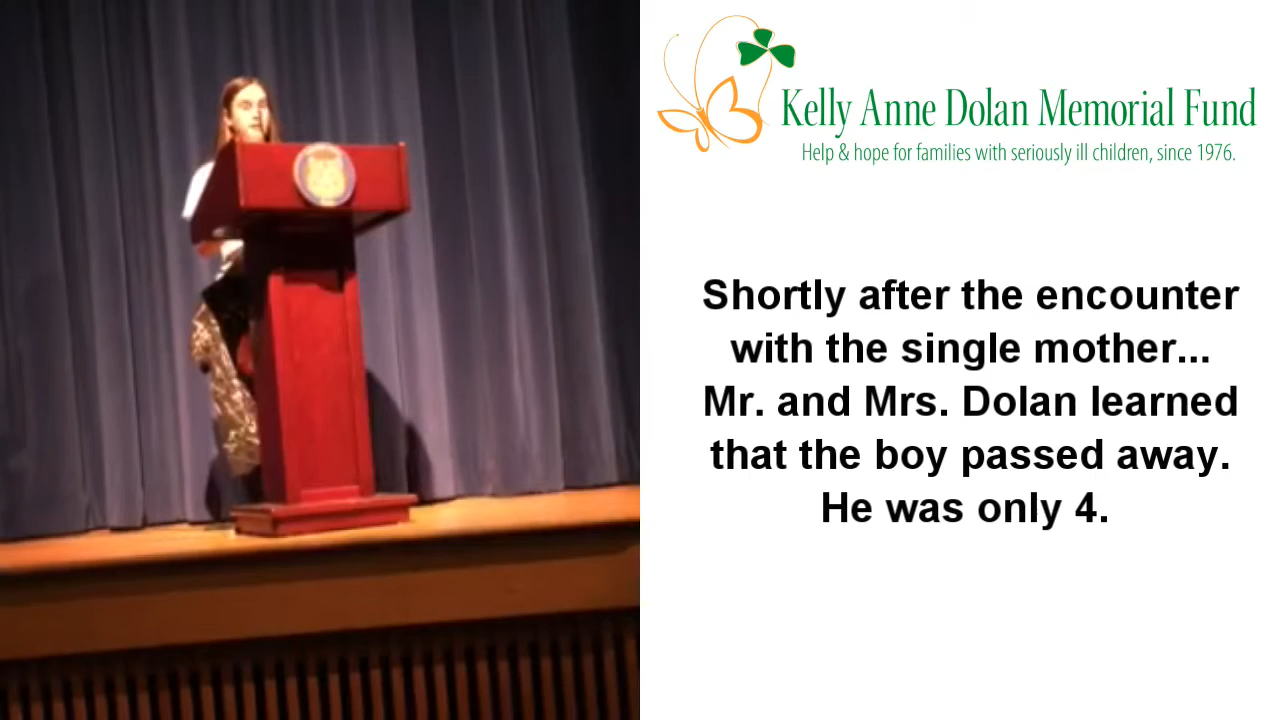 Kelly Anne Dolan Memorial Fund
Help & hope for families with seriously ill children, since 1976.
Shortly after the encounter
with the single mother...
Mr. and Mrs. Dolan learned
that the boy passed away.
He was only 4.